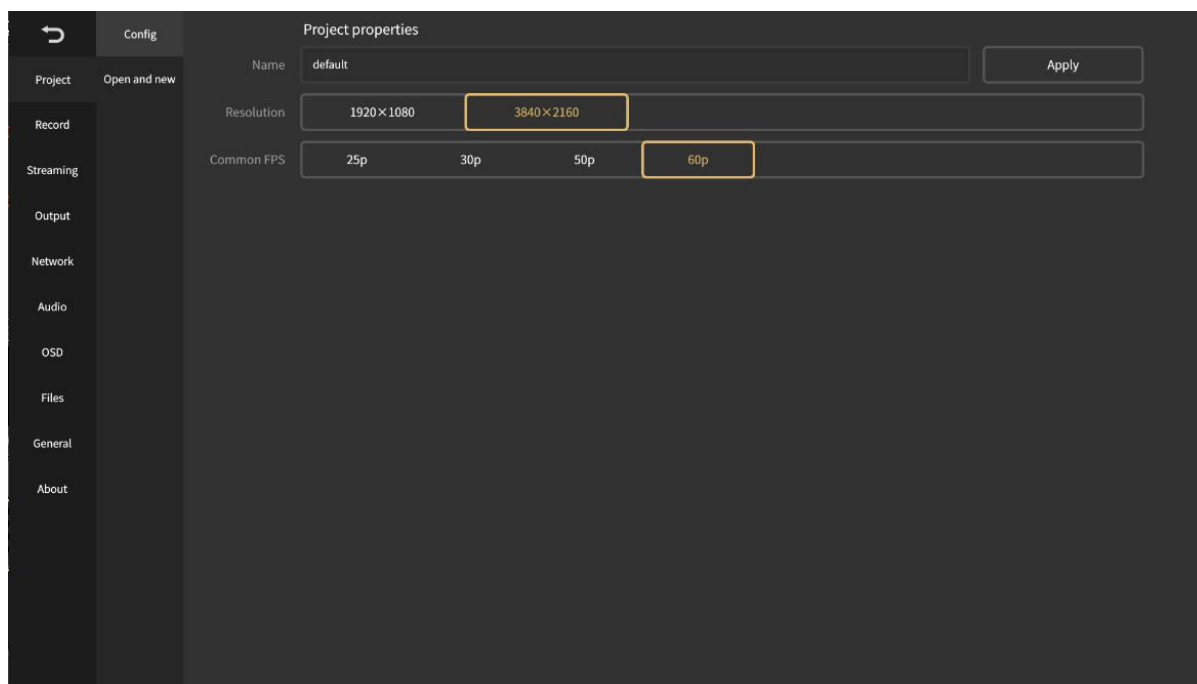 Config
Project properties
Name default Apply
Project Open and new
Resolution 1920×1080 3840×2160
Record
Common FPS 25p 30p 50p 60p
Streaming
Output
Network
Audio
OSD
Files
General
About